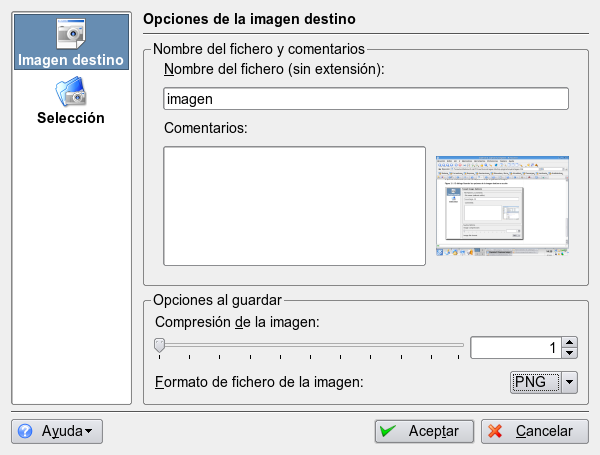 Imagen destino
Selección
Opciones de la imagen destino
Nombre del fichero y comentarios
Nombre del fichero (sin extensión):
imagen
Comentarios:
Opciones al guardar
Compresión de la imagen:
1
Formato de fichero de la imagen:
PNG
Ayuda
Aceptar
Cancelar